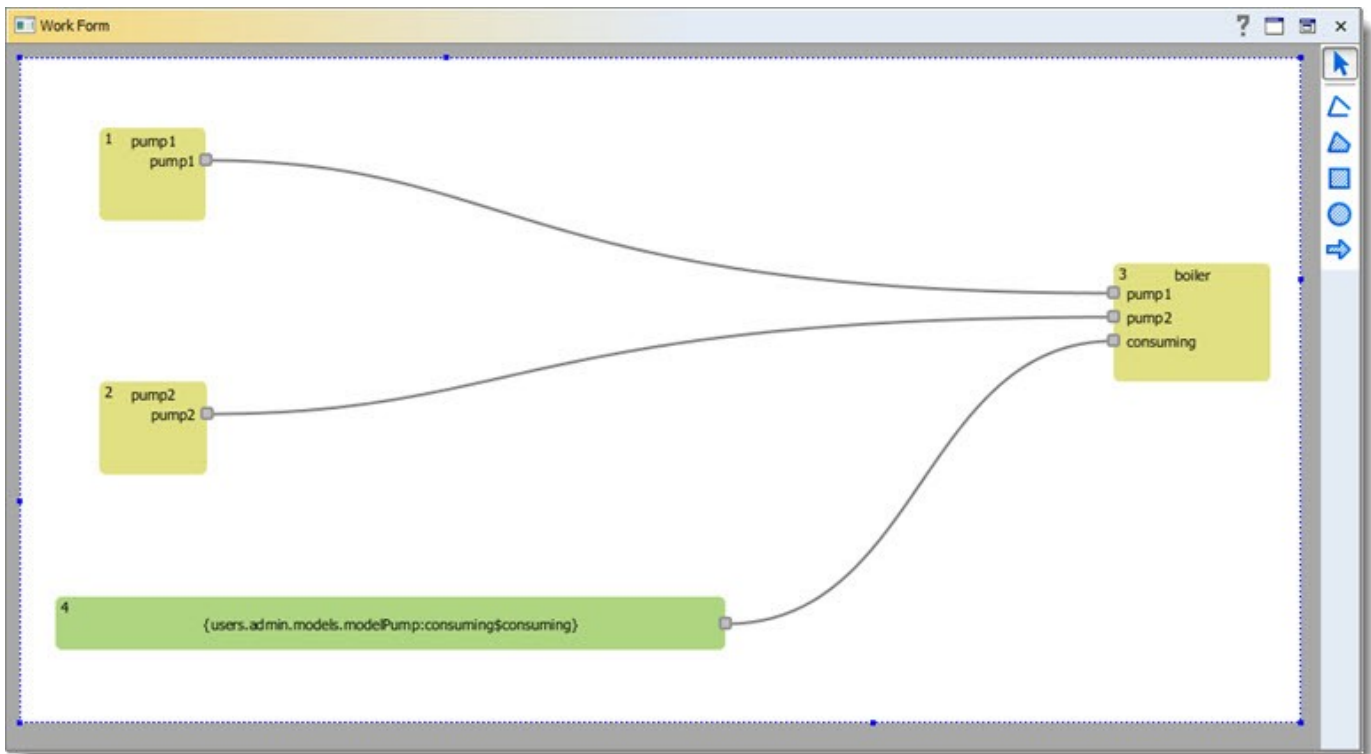 Work Form
?
1 pump1
pump1
3 boiler
pump1
pump2
consuming
2 pump2
pump2
4
{users.admin.models.modelPump:consuming$consuming}